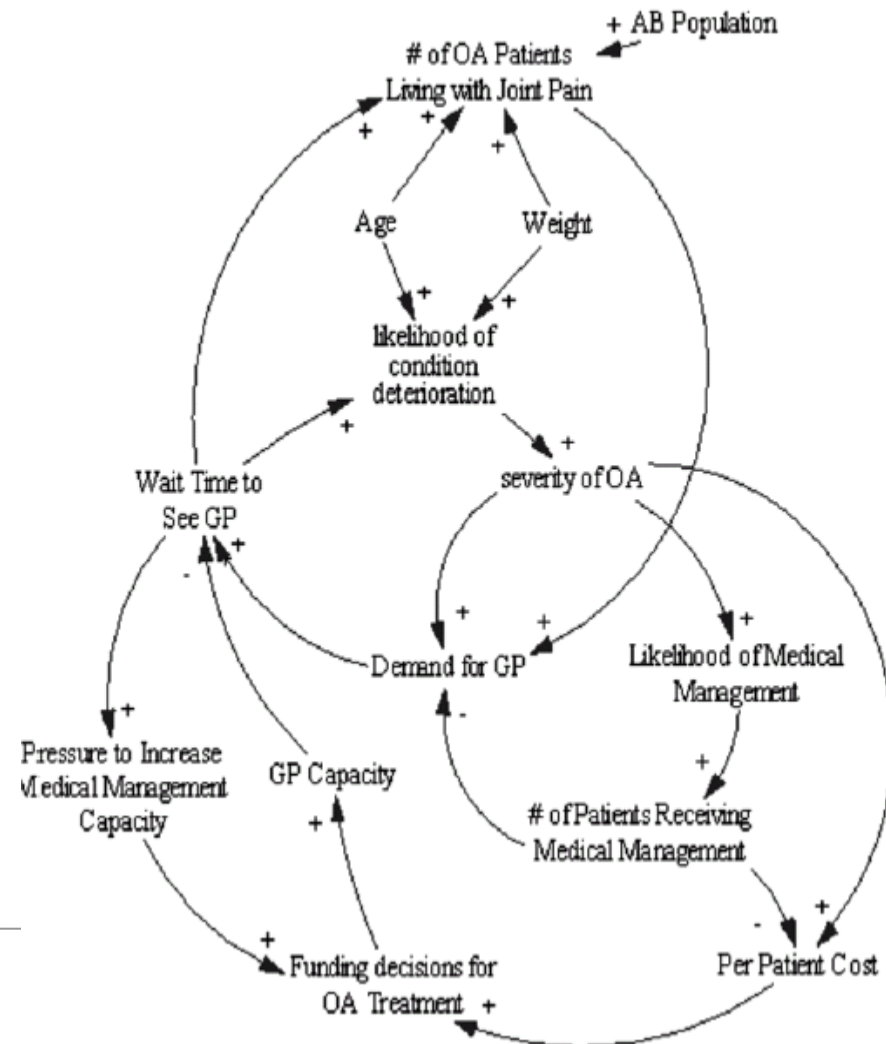 + AB Population
# of OA Patients
Living with Joint Pain
+
+
+
Age
Weight
+
+
likelihood of
condition
deterioration
+
+
Wait Time to
See GP
severity of OA
-
+
+
+
+
Demand for GP
Likelihood of Medical
Management
+
-
Pressure to Increase
Medical Management
Capacity
GP Capacity
+
+
# of Patients Receiving
Medical Management
+
-
+
Funding decisions for
OA Treatment +
Per Patient Cost